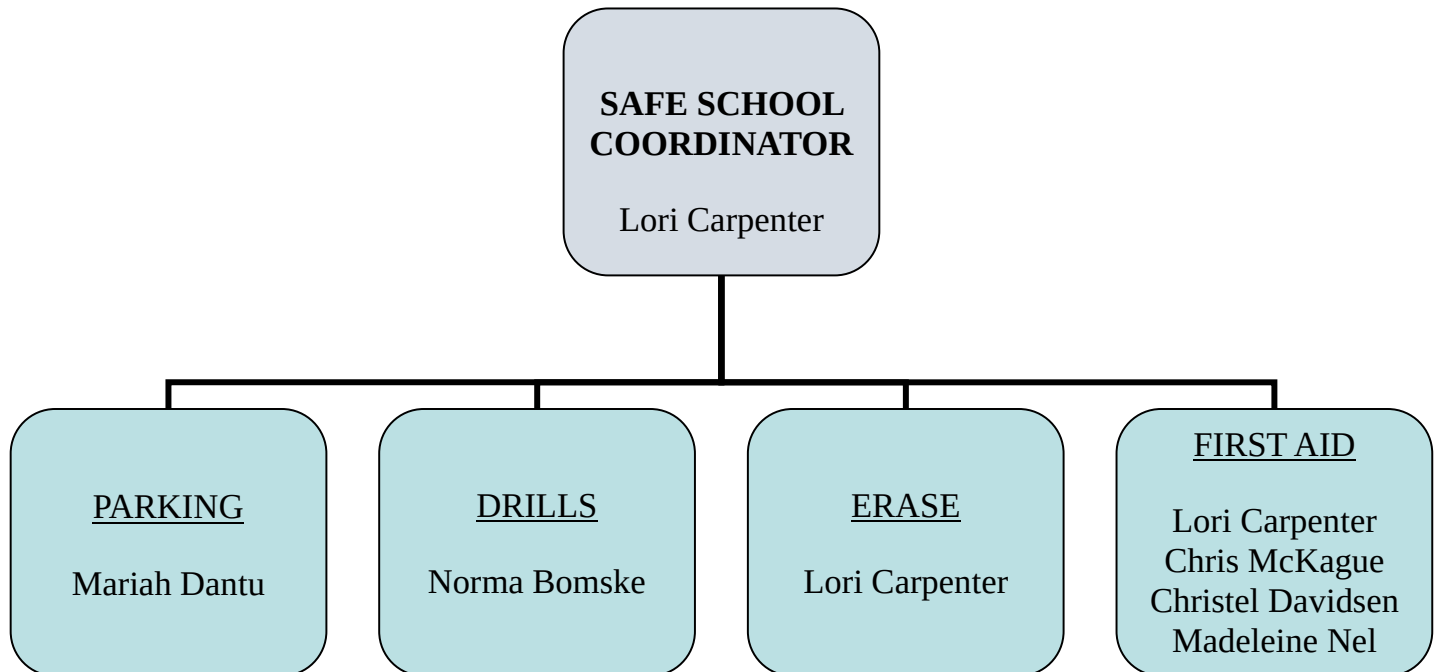 SAFE SCHOOL
COORDINATOR
Lori Carpenter
PARKING
Mariah Dantu
DRILLS
Norma Bomske
ERASE
Lori Carpenter
FIRST AID
Lori Carpenter
Chris McKague
Christel Davidsen
Madeleine Nel